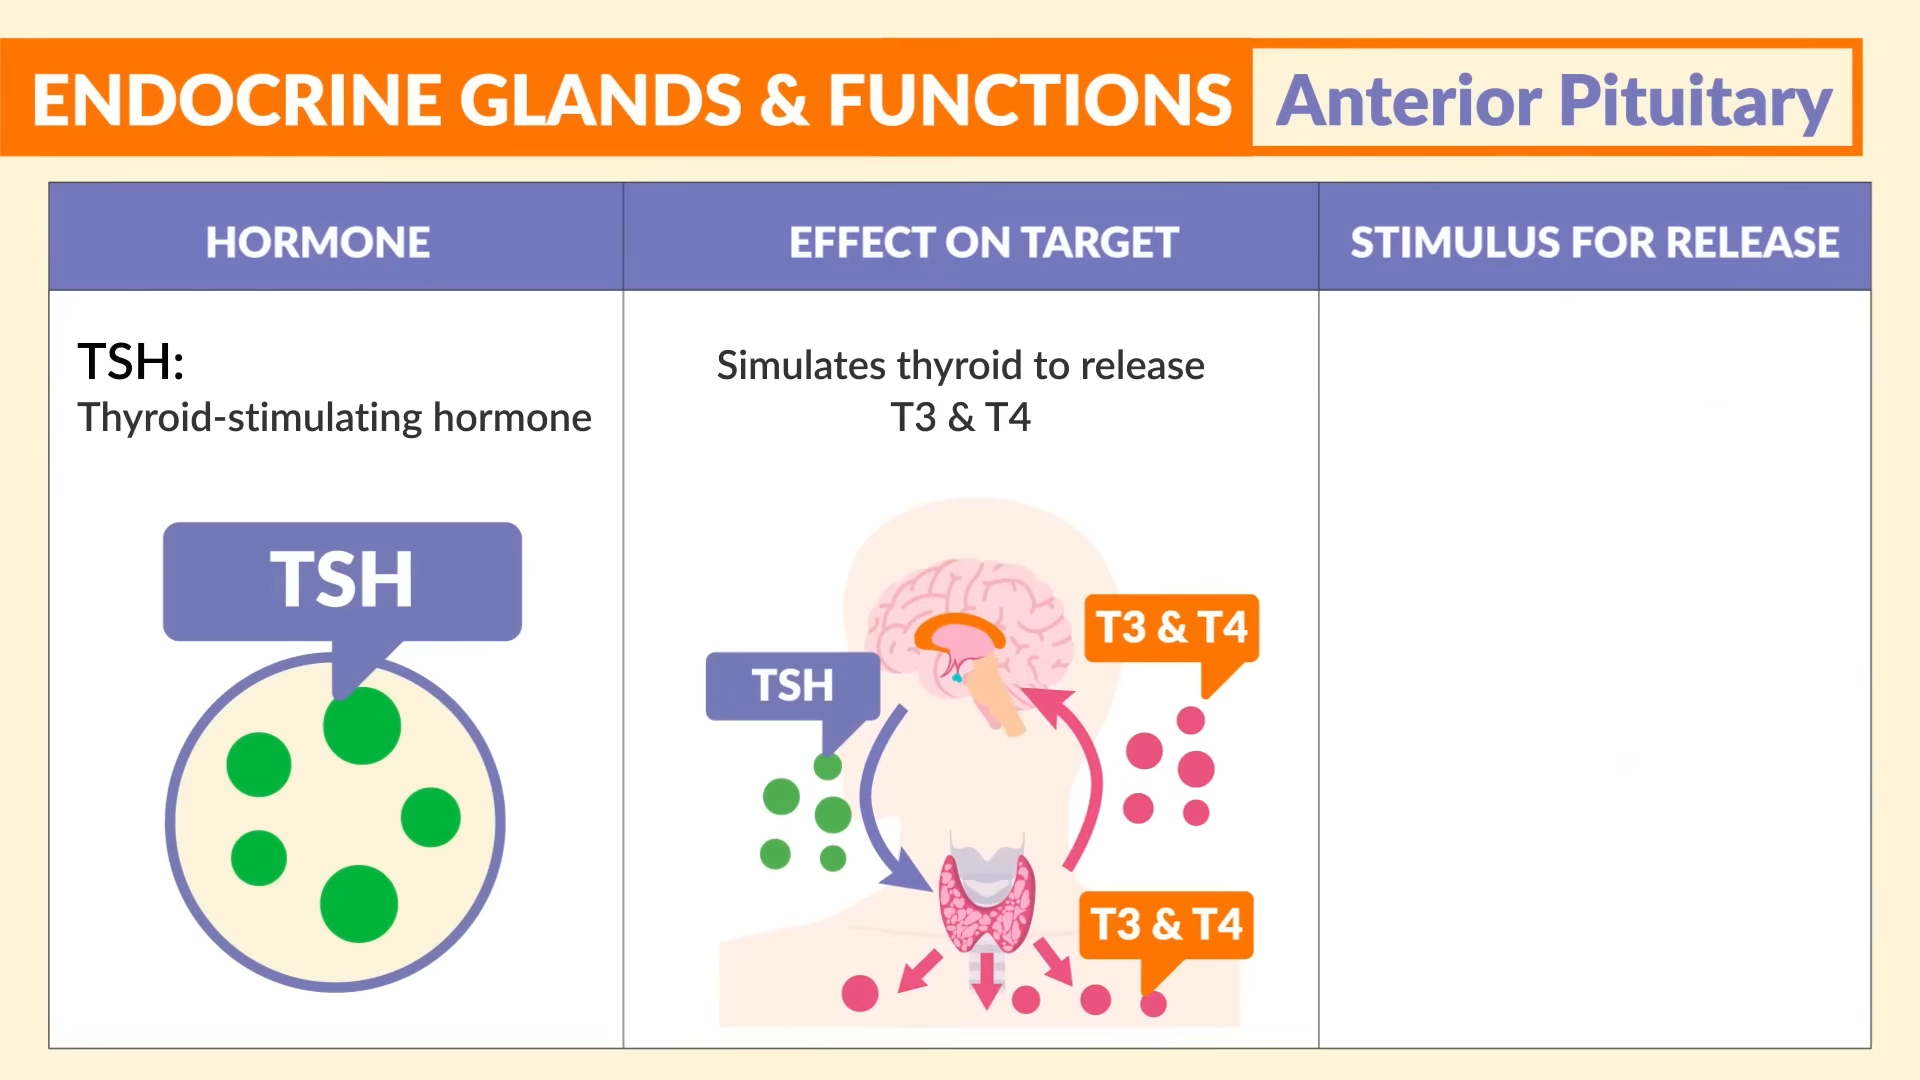 ENDOCRINE GLANDS & FUNCTIONS Anterior Pituitary
HORMONE
EFFECT ON TARGET
STIMULUS FOR RELEASE
TSH:
Thyroid-stimulating hormone
TSH
Simulates thyroid to release
T3 & T4
TSH
T3 & T4
T3 & T4